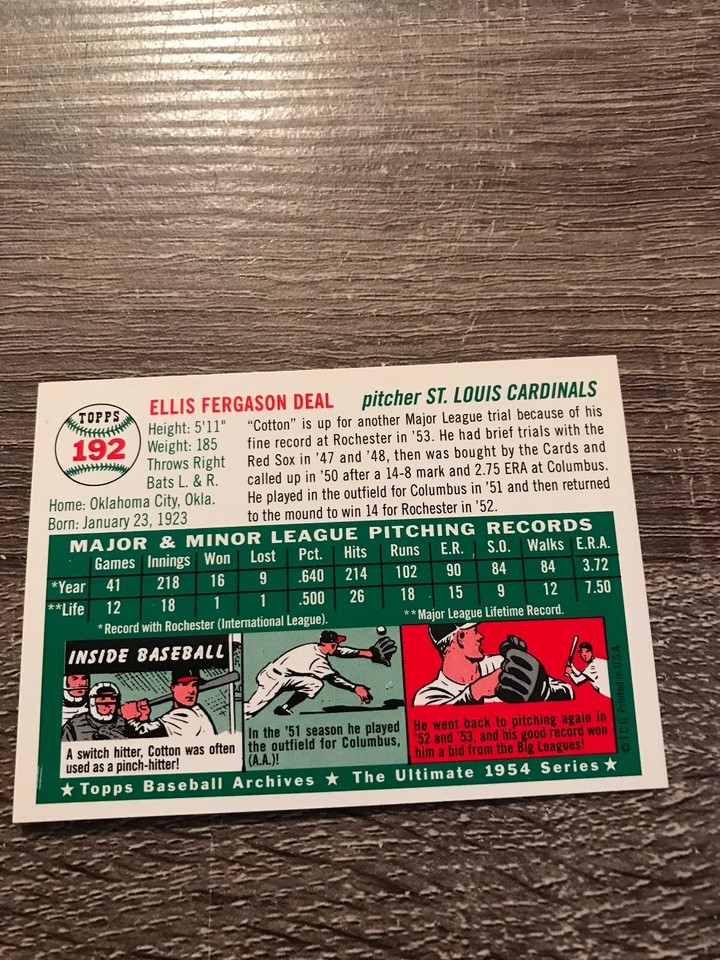 TOPPS
192
ELLIS FERGASON DEAL
pitcher ST. LOUIS CARDINALS
Height: 5'11"
Weight: 185
Throws Right
Bats L. & R.
Home: Oklahoma City, Okla.
Born: January 23, 1923
"Cotton" is up for another Major League trial because of his
fine record at Rochester in '53. He had brief trials with the
Red Sox in '47 and '48, then was bought by the Cards and
called up in '50 after a 14-8 mark and 2.75 ERA at Columbus.
He played in the outfield for Columbus in '51 and then returned
to the mound to win 14 for Rochester in '52.
MAJOR & MINOR LEAGUE PITCHING RECORDS
Games Innings Won Lost Pct. Hits Runs E.R. S.O. Walks E.R.A.
*Year 41 218 16 9 .640 214 102 90 84 84 3.72
**Life 12 18 1 1 .500 26 18 15 9 12 7.50
*Record with Rochester (International League). **Major League Lifetime Record.
INSIDE BASEBALL
A switch hitter, Cotton was often
used as a pinch-hitter!
In the '51 season he played
the outfield for Columbus,
(A.A.)!
He went back to pitching again in
'52 and '53, and his good record won
him a bid from the Big Leagues!
© T.C.G. Printed in U.S.A.
★ Topps Baseball Archives ★ The Ultimate 1954 Series ★